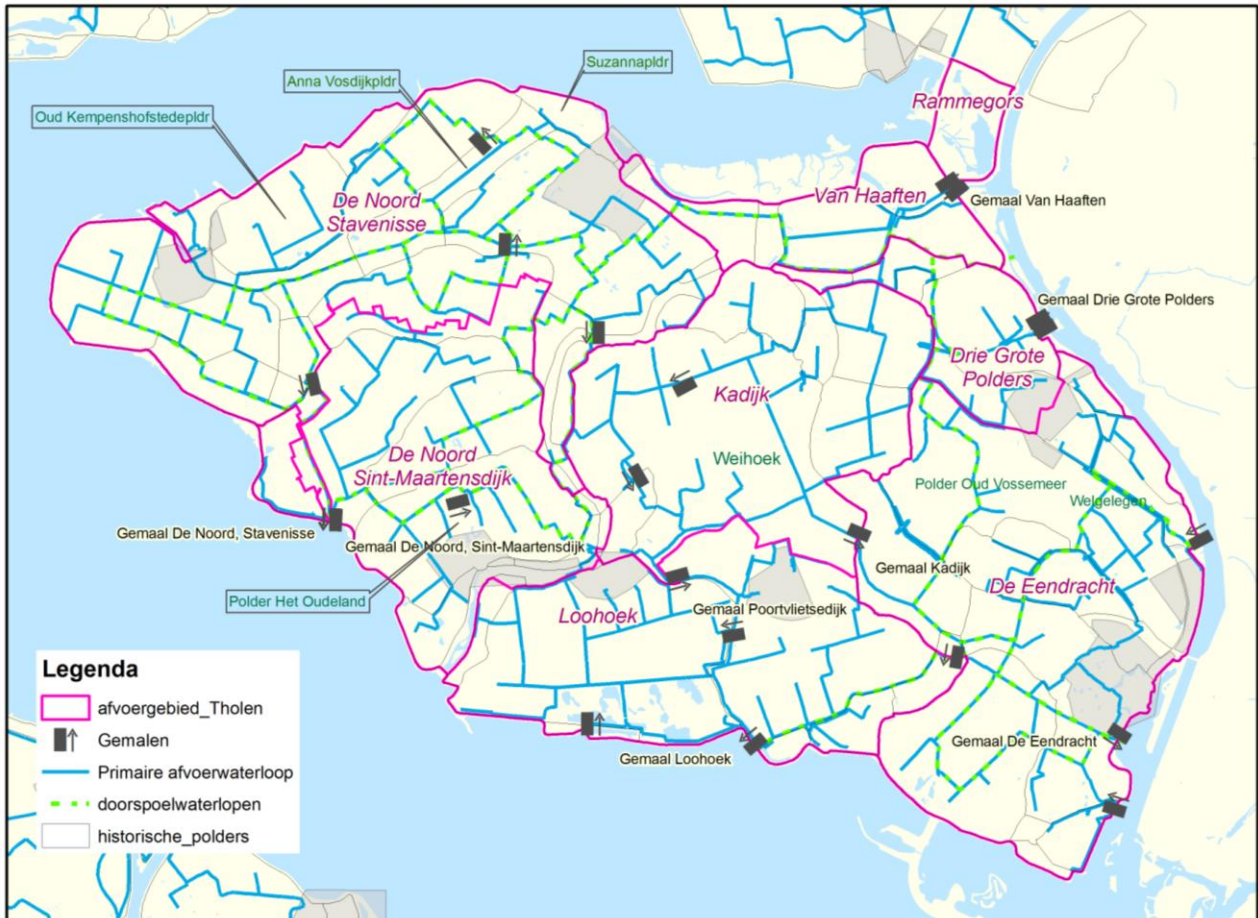 Suzannapldr
Anna Vosdijkpldr
Oud Kempenshofstedepldr
Rammegors
De Noord
Stavenisse
Van Haaften
Gemaal Van Haaften
Gemaal Drie Grote Polders
Drie Grote
Polders
Kadijk
De Noord
Sint-Maartensdijk
Weihoek
Polder Oud Vossemeer
Welgelegen
Gemaal De Noord, Stavenisse
Gemaal De Noord, Sint-Maartensdijk
Gemaal Kadijk
De Eendracht
Polder Het Oudeland
Loohoek
Gemaal Poortvlietsedijk
Gemaal De Eendracht
Gemaal Loohoek
Legenda
afvoergebied_Tholen
Gemalen
Primaire afvoerwaterloop
doorspoelwaterlopen
historische_polders